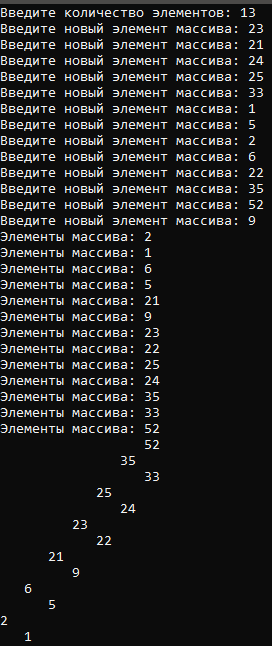 Введите количество элементов: 13
Введите новый элемент массива: 23
Введите новый элемент массива: 21
Введите новый элемент массива: 24
Введите новый элемент массива: 25
Введите новый элемент массива: 33
Введите новый элемент массива: 1
Введите новый элемент массива: 5
Введите новый элемент массива: 2
Введите новый элемент массива: 6
Введите новый элемент массива: 22
Введите новый элемент массива: 35
Введите новый элемент массива: 52
Введите новый элемент массива: 9
Элементы массива: 2
Элементы массива: 1
Элементы массива: 6
Элементы массива: 5
Элементы массива: 21
Элементы массива: 9
Элементы массива: 23
Элементы массива: 22
Элементы массива: 25
Элементы массива: 24
Элементы массива: 35
Элементы массива: 33
Элементы массива: 52
                  52
               35
                  33
            25
               24
         23
            22
      21
         9
   6
      5
2
   1